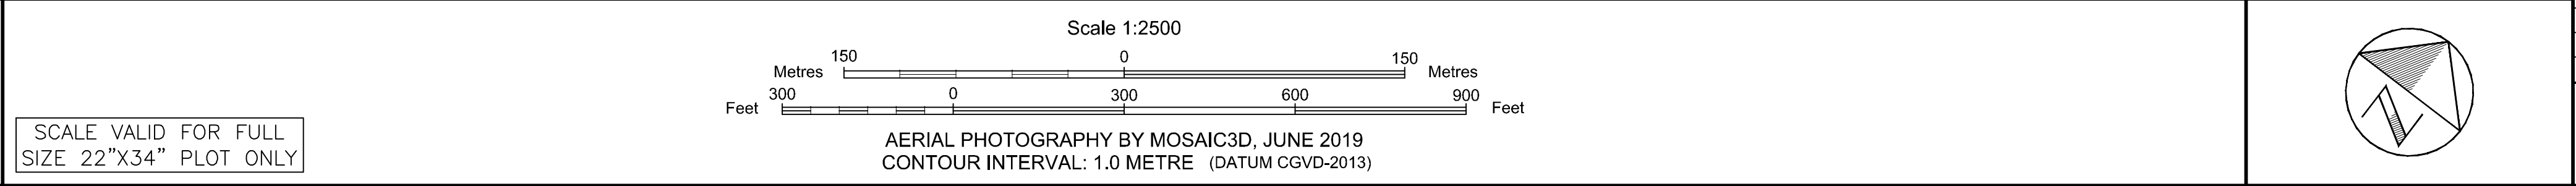 Scale 1:2500
150 0 150
Metres Metres
300 0 300 600 900
Feet Feet
SCALE VALID FOR FULL
SIZE 22"X34" PLOT ONLY
AERIAL PHOTOGRAPHY BY MOSAIC3D, JUNE 2019
CONTOUR INTERVAL: 1.0 METRE (DATUM CGVD-2013)
N